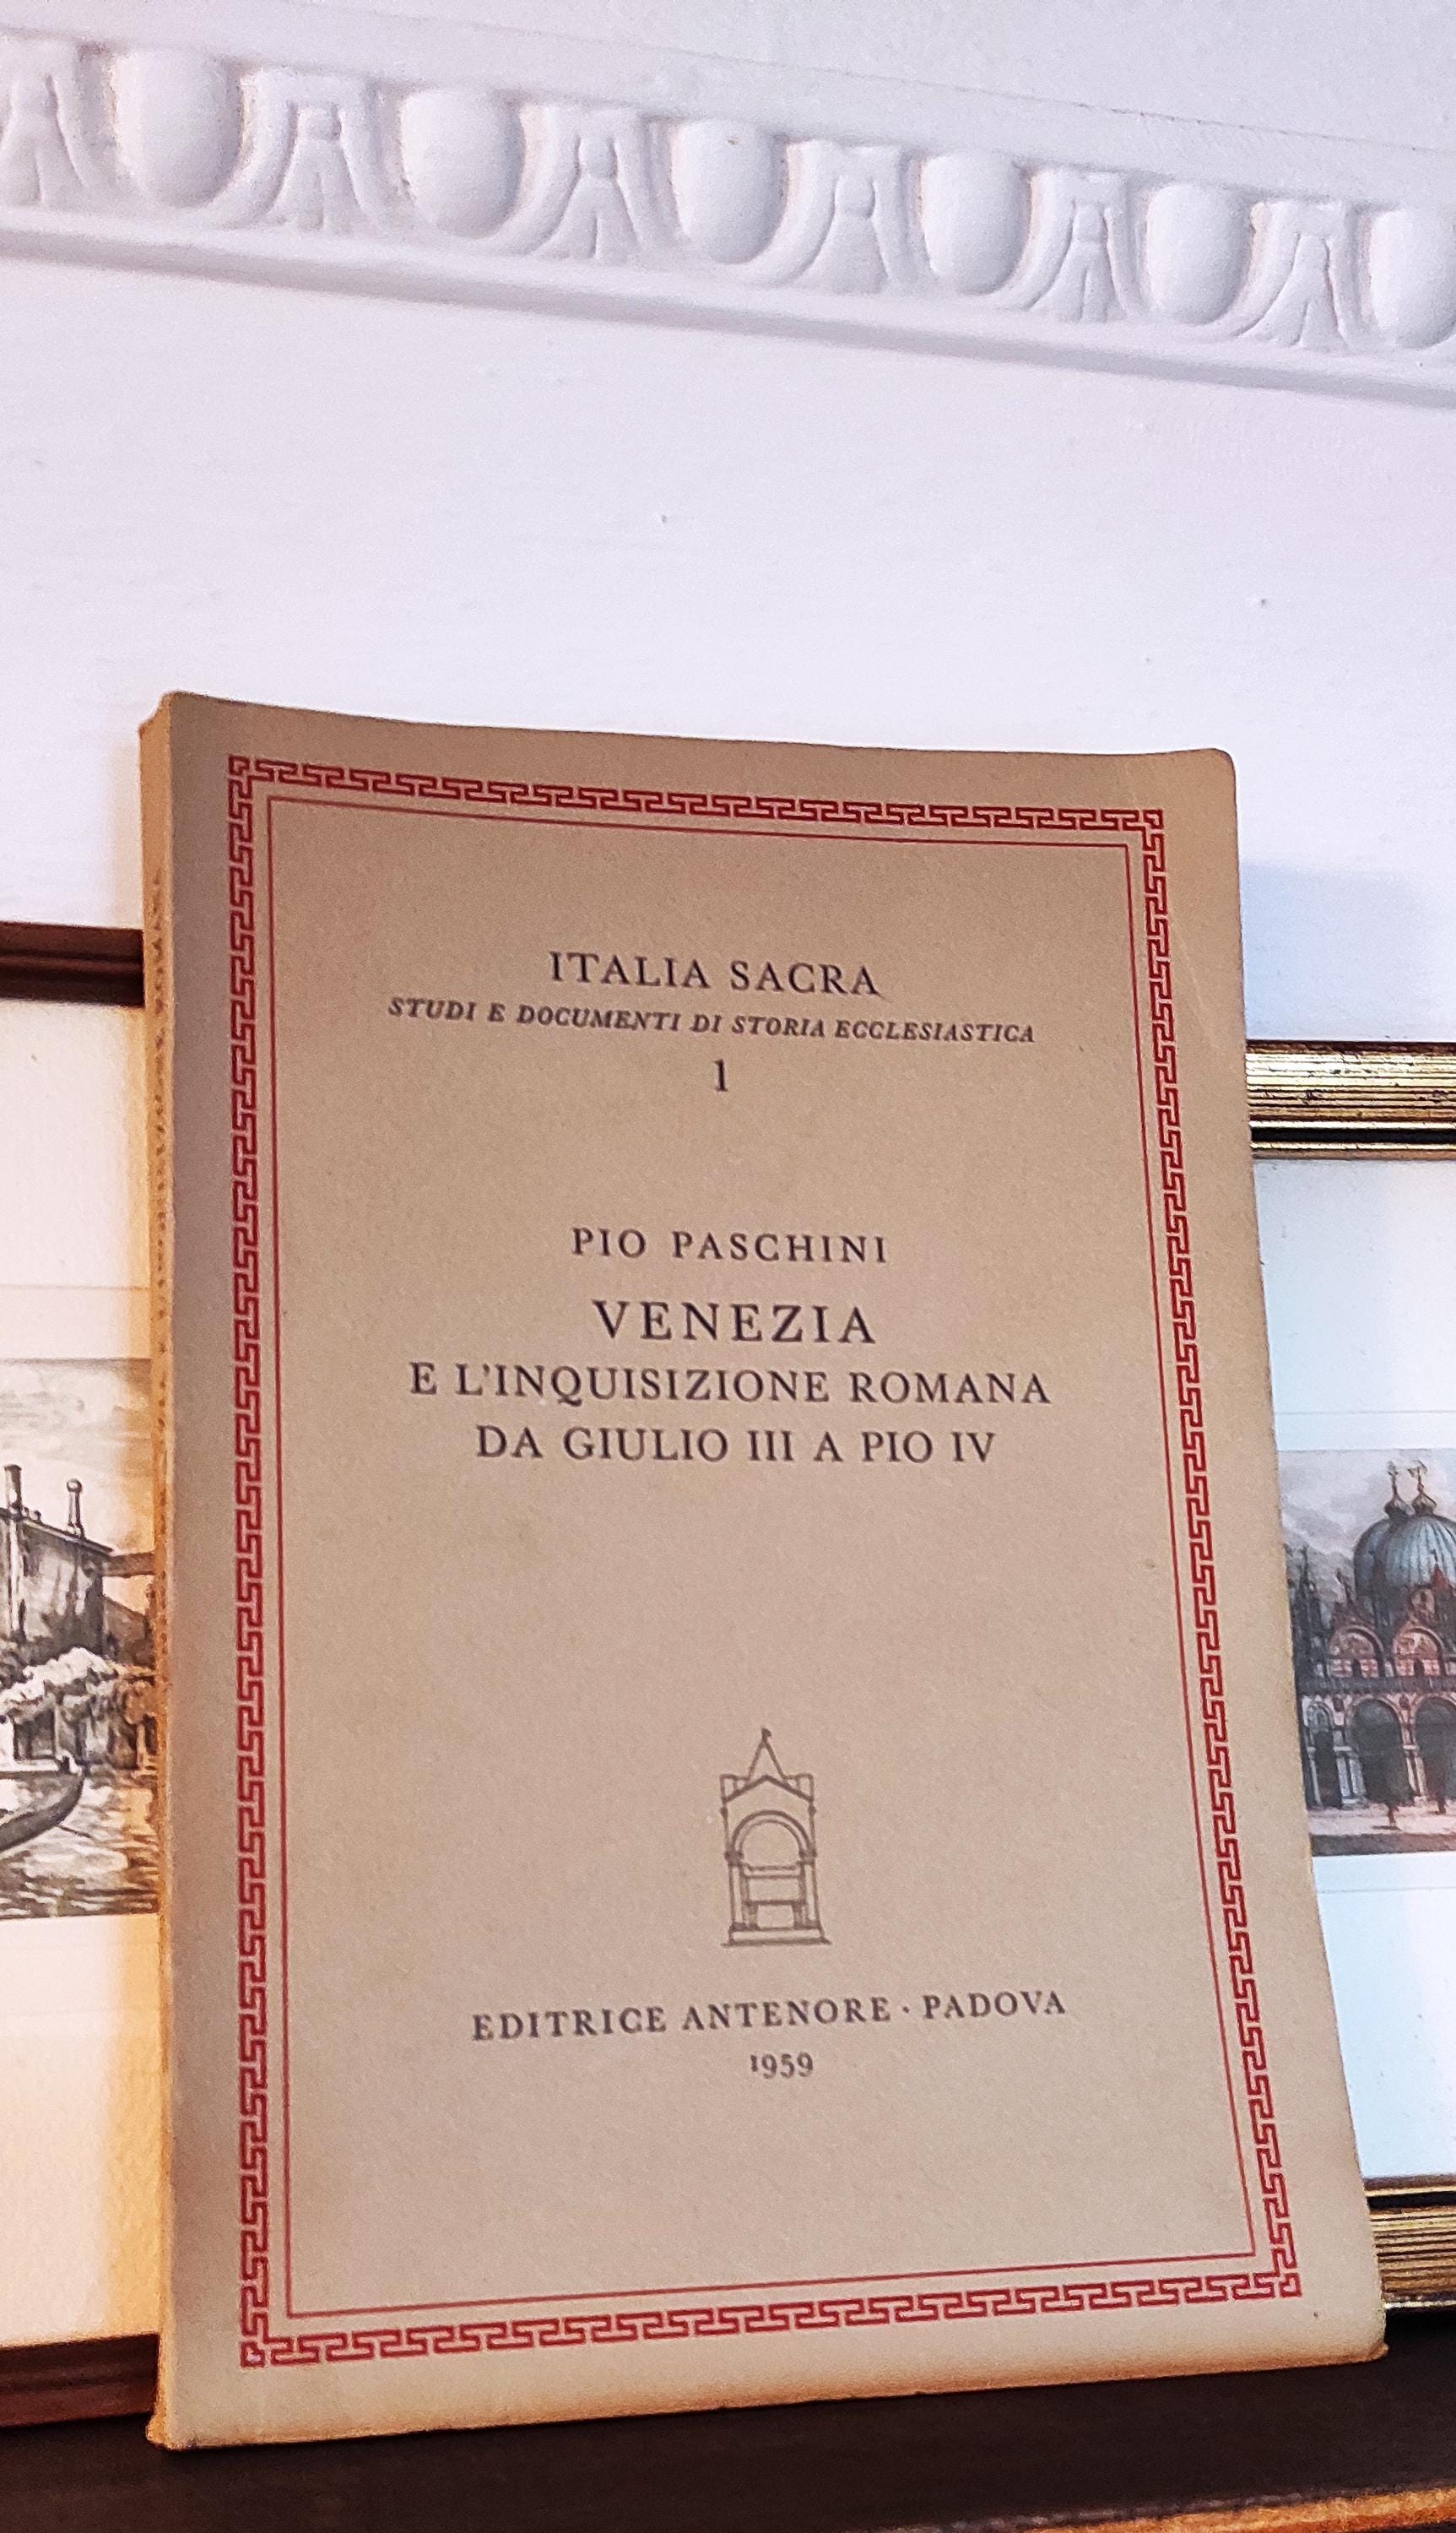 ITALIA SACRA
STUDI E DOCUMENTI DI STORIA ECCLESIASTICA
1
PIO PASCHINI
VENEZIA
E L'INQUISIZIONE ROMANA
DA GIULIO III A PIO IV
EDITRICE ANTENORE · PADOVA
1959